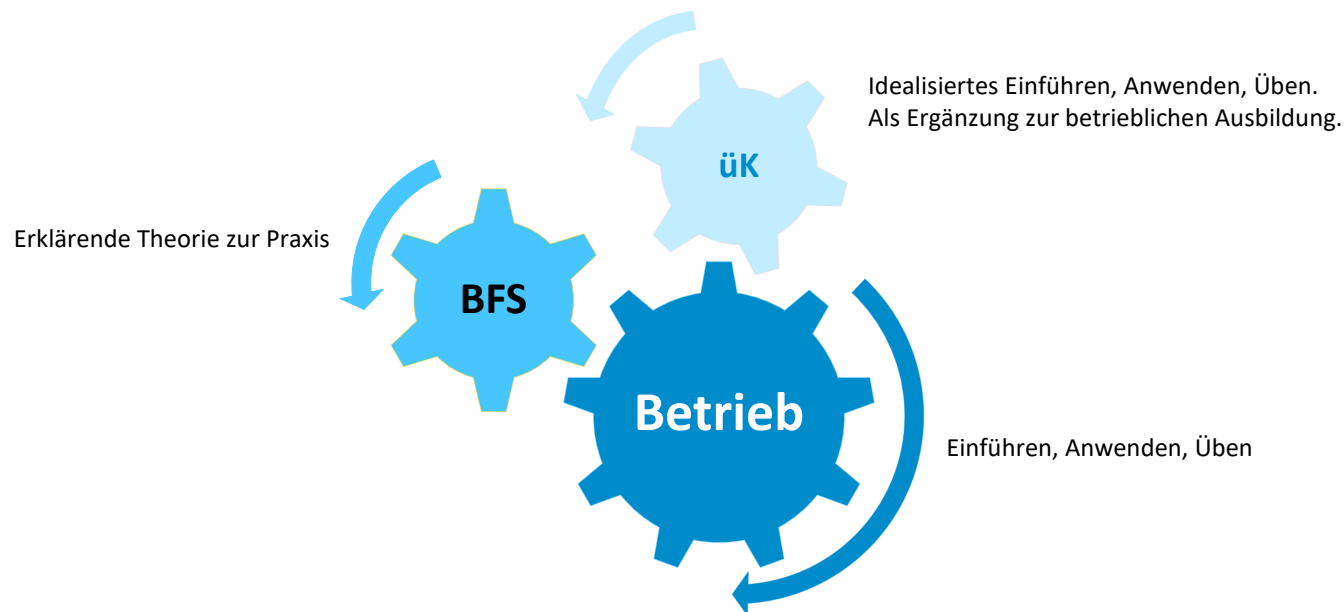 Idealisiertes Einführen, Anwenden, Üben.
Als Ergänzung zur betrieblichen Ausbildung.
üK
Erklärende Theorie zur Praxis
BFS
Betrieb
Einführen, Anwenden, Üben